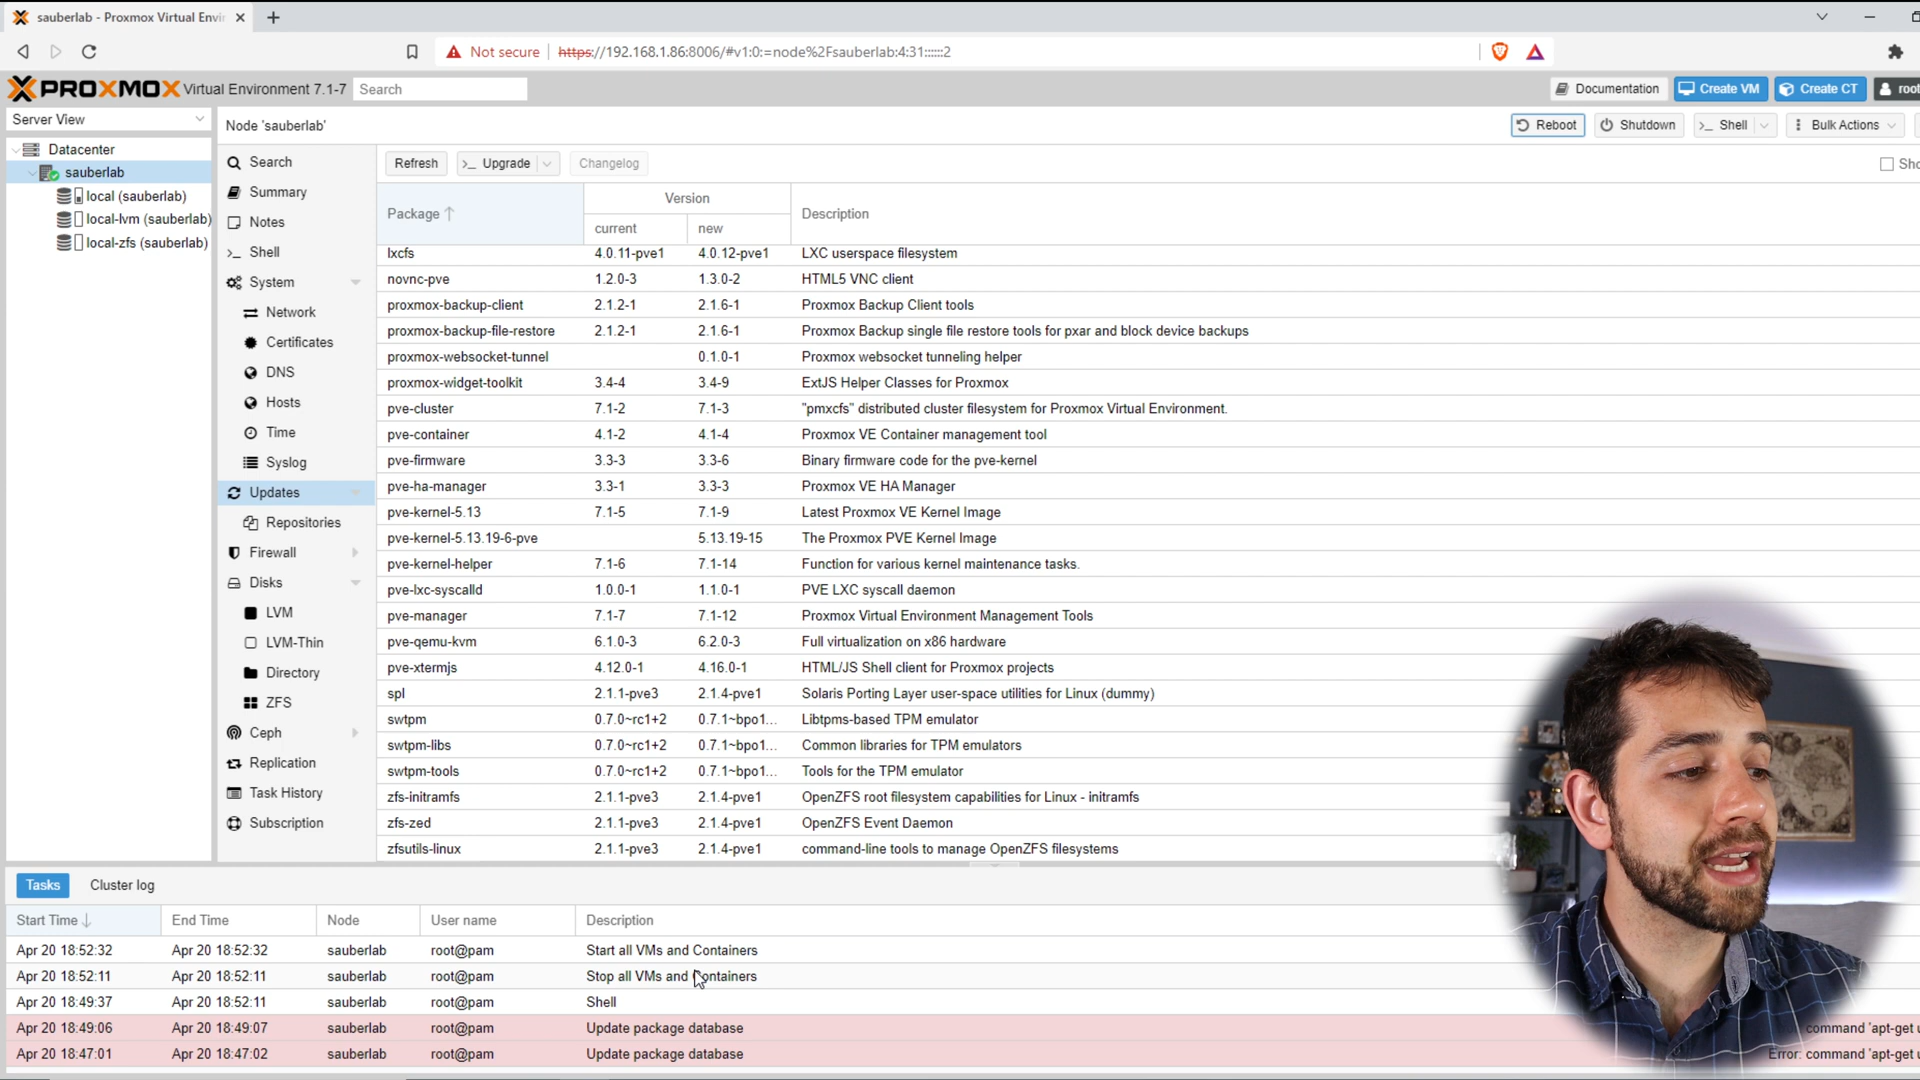 sauberlab - Proxmox Virtual Envir
Not secure
https://192.168.1.86:8006/#v1:0:=node%2Fsauberlab:4:31::::::2
PROXMOX Virtual Environment 7.1-7
Search
Documentation
Create VM
Create CT
root
Server View
Node 'sauberlab'
Reboot
Shutdown
Shell
Bulk Actions
Datacenter
sauberlab
local (sauberlab)
local-lvm (sauberlab)
local-zfs (sauberlab)
Search
Summary
Notes
Shell
System
Network
Certificates
DNS
Hosts
Time
Syslog
Updates
Repositories
Firewall
Disks
LVM
LVM-Thin
Directory
ZFS
Ceph
Replication
Task History
Subscription
Refresh
>_ Upgrade
Changelog
Sho
Package
Version
current
new
Description
lxcfs 4.0.11-pve1 4.0.12-pve1 LXC userspace filesystem
novnc-pve 1.2.0-3 1.3.0-2 HTML5 VNC client
proxmox-backup-client 2.1.2-1 2.1.6-1 Proxmox Backup Client tools
proxmox-backup-file-restore 2.1.2-1 2.1.6-1 Proxmox Backup single file restore tools for pxar and block device backups
proxmox-websocket-tunnel 0.1.0-1 Proxmox websocket tunneling helper
proxmox-widget-toolkit 3.4-4 3.4-9 ExtJS Helper Classes for Proxmox
pve-cluster 7.1-2 7.1-3 "pmxcfs" distributed cluster filesystem for Proxmox Virtual Environment.
pve-container 4.1-2 4.1-4 Proxmox VE Container management tool
pve-firmware 3.3-3 3.3-6 Binary firmware code for the pve-kernel
pve-ha-manager 3.3-1 3.3-3 Proxmox VE HA Manager
pve-kernel-5.13 7.1-5 7.1-9 Latest Proxmox VE Kernel Image
pve-kernel-5.13.19-6-pve 5.13.19-15 The Proxmox PVE Kernel Image
pve-kernel-helper 7.1-6 7.1-14 Function for various kernel maintenance tasks.
pve-lxc-syscalld 1.0.0-1 1.1.0-1 PVE LXC syscall daemon
pve-manager 7.1-7 7.1-12 Proxmox Virtual Environment Management Tools
pve-qemu-kvm 6.1.0-3 6.2.0-3 Full virtualization on x86 hardware
pve-xtermjs 4.12.0-1 4.16.0-1 HTML/JS Shell client for Proxmox projects
spl 2.1.1-pve3 2.1.4-pve1 Solaris Porting Layer user-space utilities for Linux (dummy)
swtpm 0.7.0~rc1+2 0.7.1~bpo1... Libtpms-based TPM emulator
swtpm-libs 0.7.0~rc1+2 0.7.1~bpo1... Common libraries for TPM emulators
swtpm-tools 0.7.0~rc1+2 0.7.1~bpo1... Tools for the TPM emulator
zfs-initramfs 2.1.1-pve3 2.1.4-pve1 OpenZFS root filesystem capabilities for Linux - initramfs
zfs-zed 2.1.1-pve3 2.1.4-pve1 OpenZFS Event Daemon
zfsutils-linux 2.1.1-pve3 2.1.4-pve1 command-line tools to manage OpenZFS filesystems
Tasks
Cluster log
Start Time End Time Node User name Description
Apr 20 18:52:32 Apr 20 18:52:32 sauberlab root@pam Start all VMs and Containers
Apr 20 18:52:11 Apr 20 18:52:11 sauberlab root@pam Stop all VMs and Containers
Apr 20 18:49:37 Apr 20 18:52:11 sauberlab root@pam Shell
Apr 20 18:49:06 Apr 20 18:49:07 sauberlab root@pam Update package database command 'apt-get u
Apr 20 18:47:01 Apr 20 18:47:02 sauberlab root@pam Update package database Error: command 'apt-get u